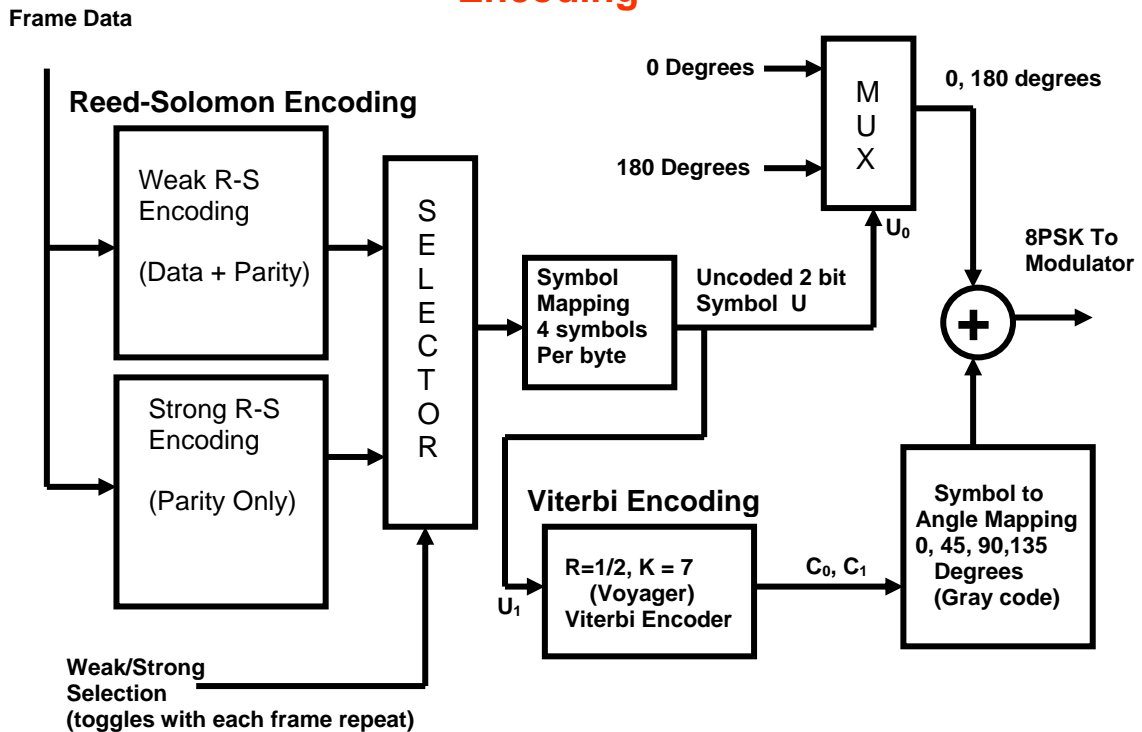 Encoding
Frame Data
Reed-Solomon Encoding
Weak R-S
Encoding
(Data + Parity)
Strong R-S
Encoding
(Parity Only)
S
E
L
E
C
T
O
R
Weak/Strong
Selection
(toggles with each frame repeat)
Symbol
Mapping
4 symbols
Per byte
Uncoded 2 bit
Symbol U
0 Degrees
180 Degrees
M
U
X
U0
0, 180 degrees
8PSK To
Modulator
+
Viterbi Encoding
U1
R=1/2, K = 7
(Voyager)
Viterbi Encoder
C0, C1
Symbol to
Angle Mapping
0, 45, 90,135
Degrees
(Gray code)